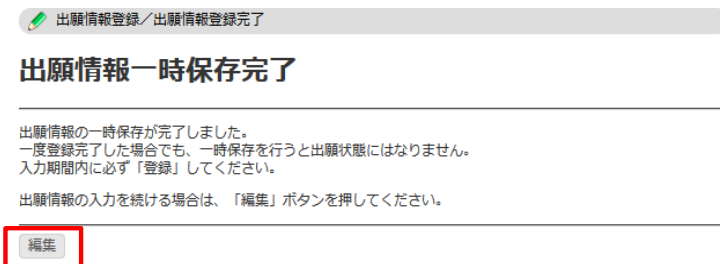 出願情報登録／出願情報登録完了
出願情報一時保存完了
出願情報の一時保存が完了しました。
一度登録完了した場合でも、一時保存を行うと出願状態にはなりません。
入力期間内に必ず「登録」してください。
出願情報の入力を続ける場合は、「編集」ボタンを押してください。
編集